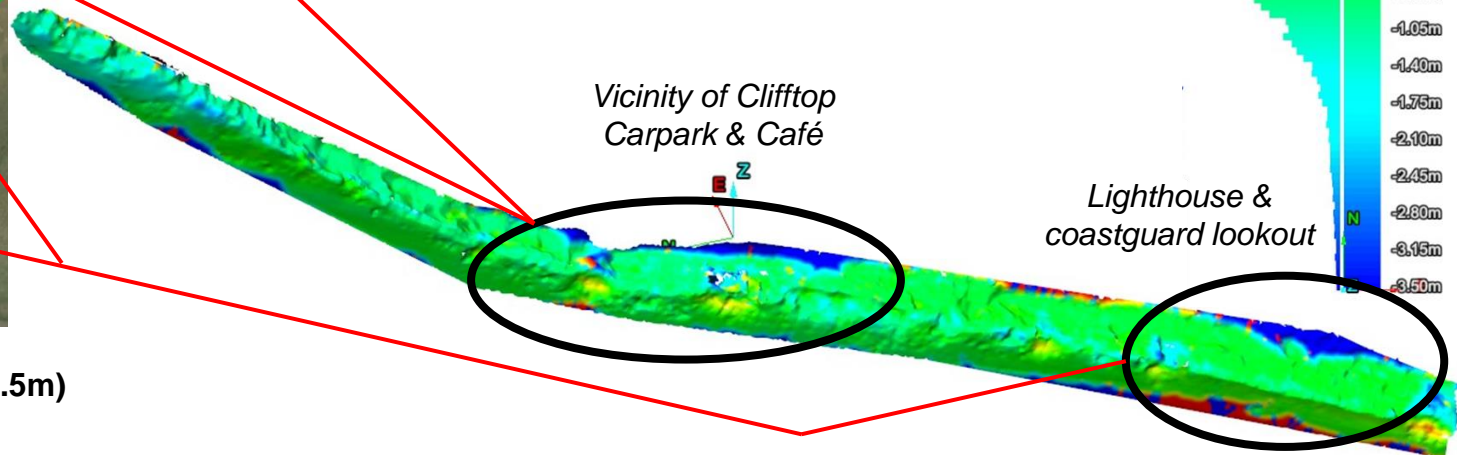 -1.05m
-1.40m
-1.75m
-2.10m
-2.45m
-2.80m
-3.15m
-3.50m
N
Vicinity of Clifftop
Carpark & Café
E Z
Lighthouse &
coastguard lookout
.5m)